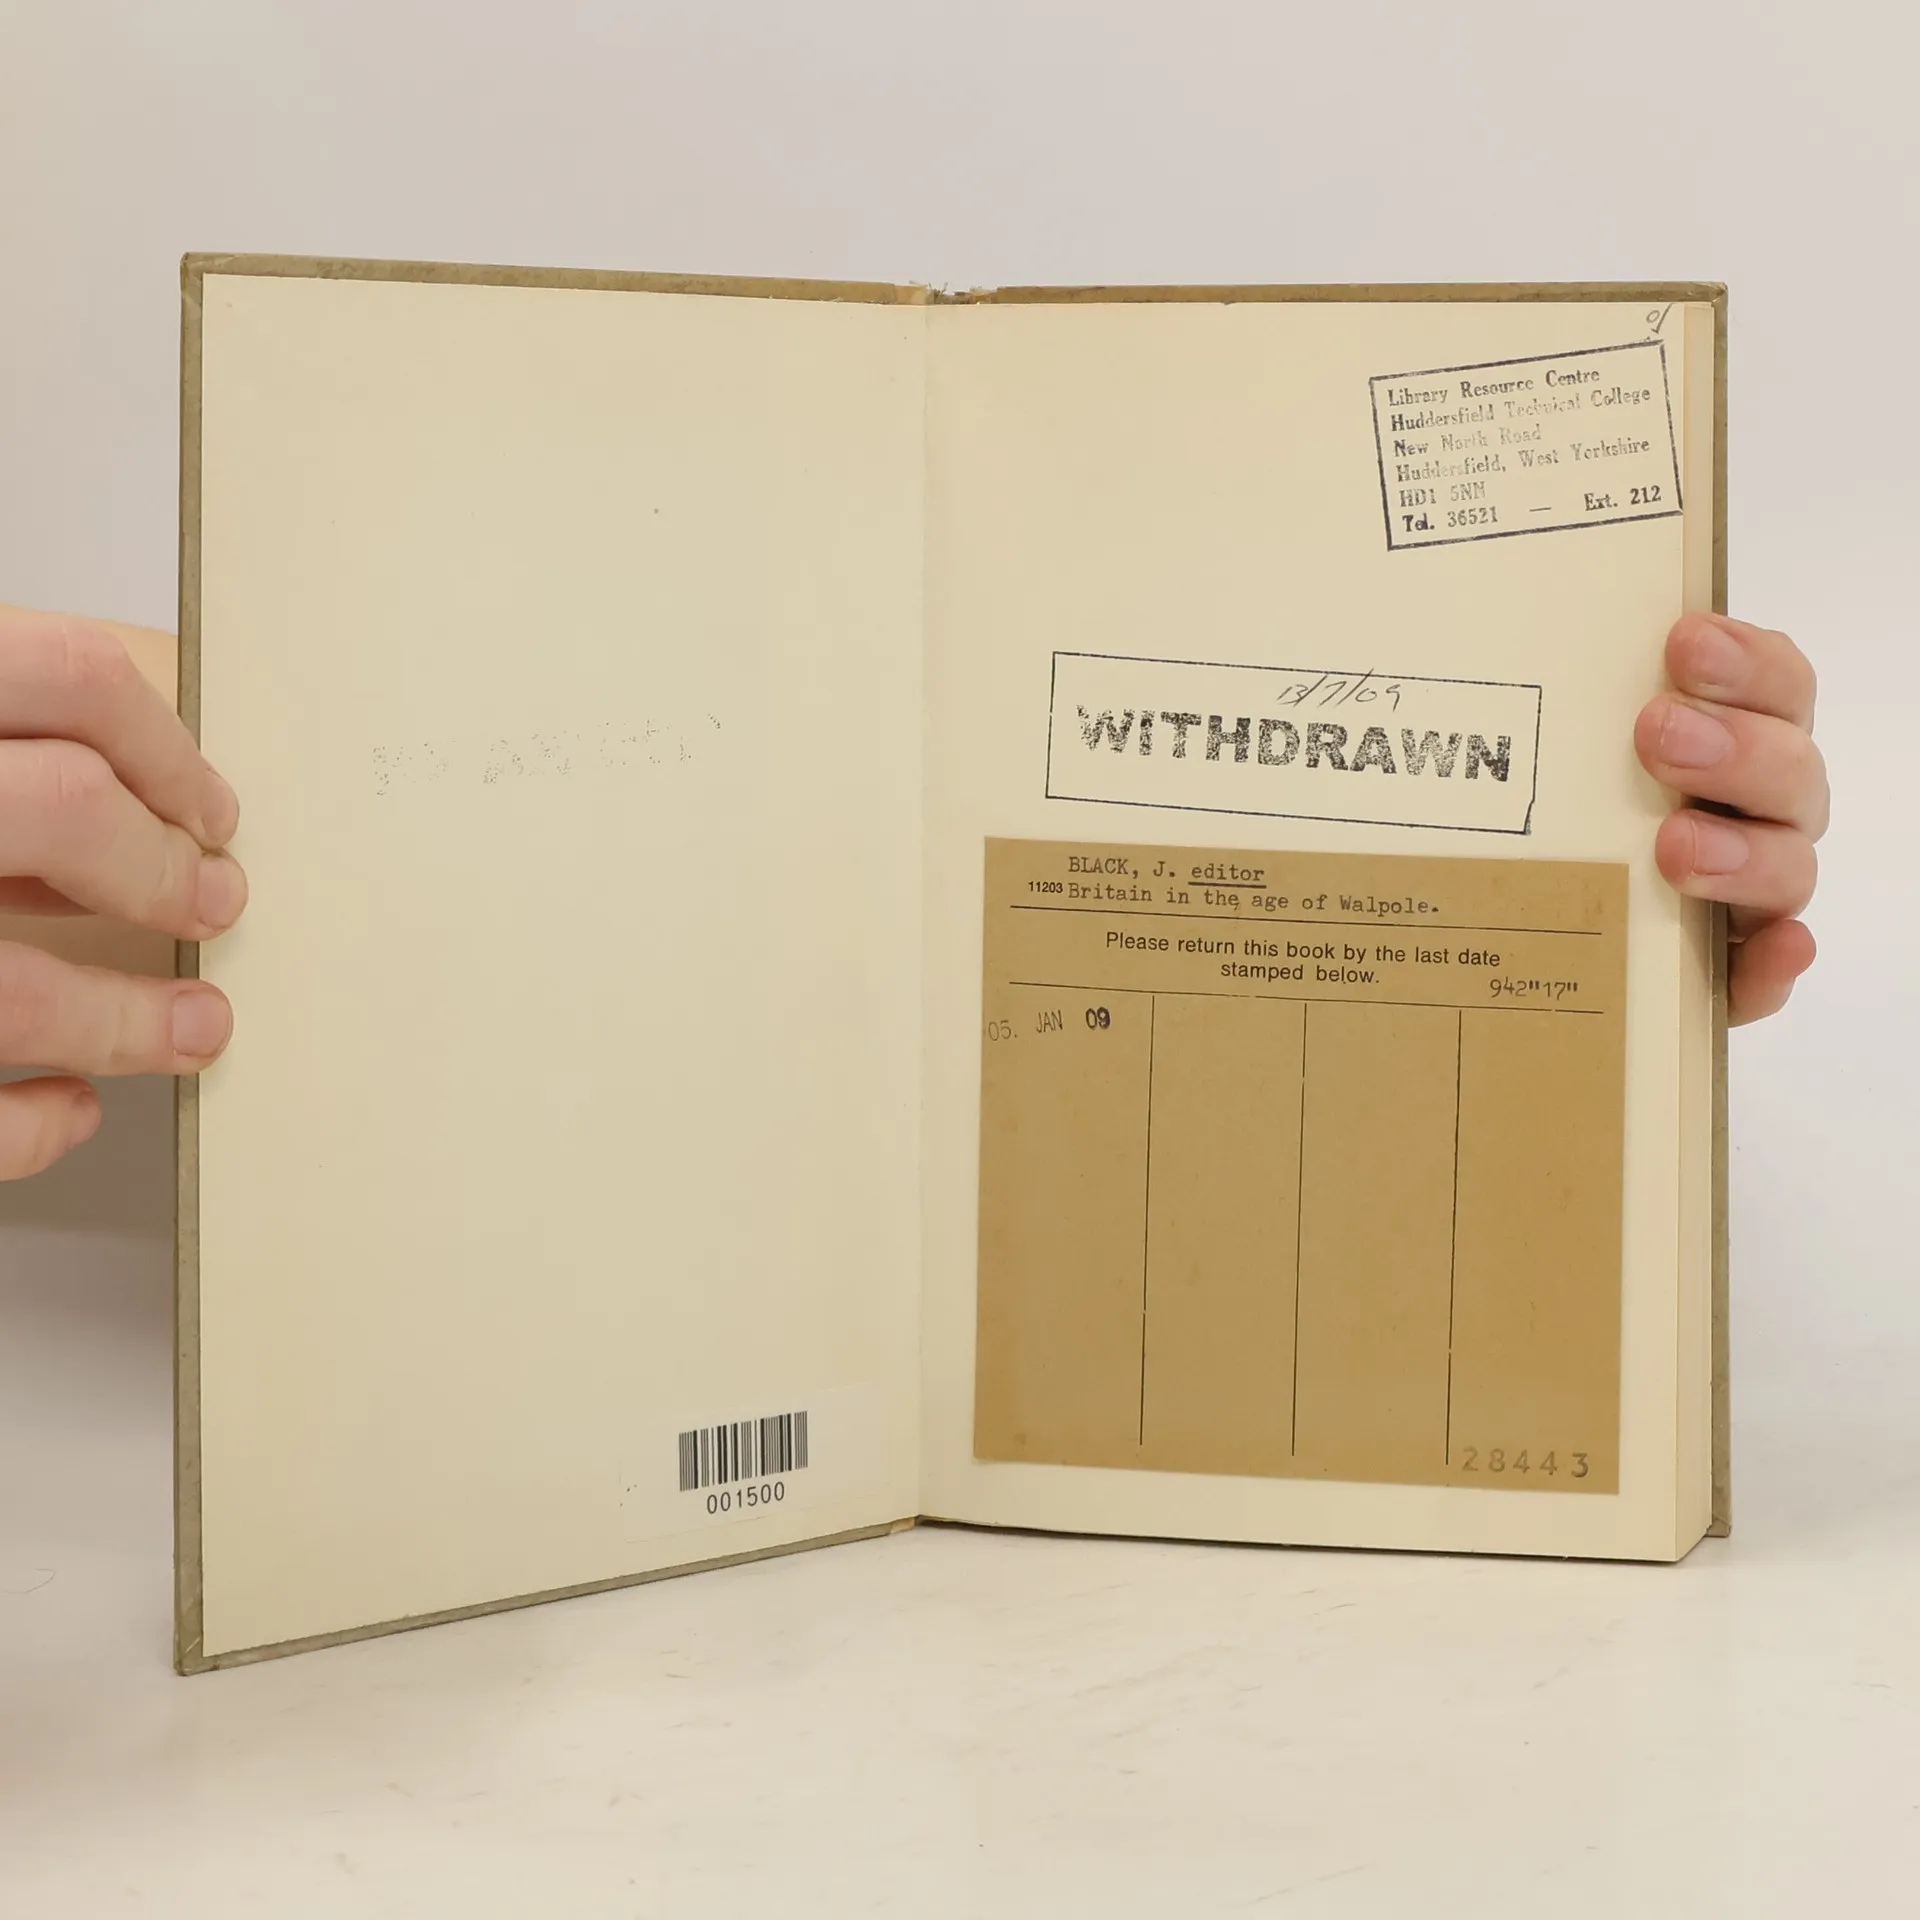 Library Resource Centre
Huddersfield Technical College
New North Road
Huddersfield, West Yorkshire
HD1 5NN
Tel. 36521 — Ext. 212
13/7/09
WITHDRAWN
BLACK, J. editor
11203 Britain in the age of Walpole.
Please return this book by the last date
stamped below.
942"17"
05. JAN 09
28443
001500